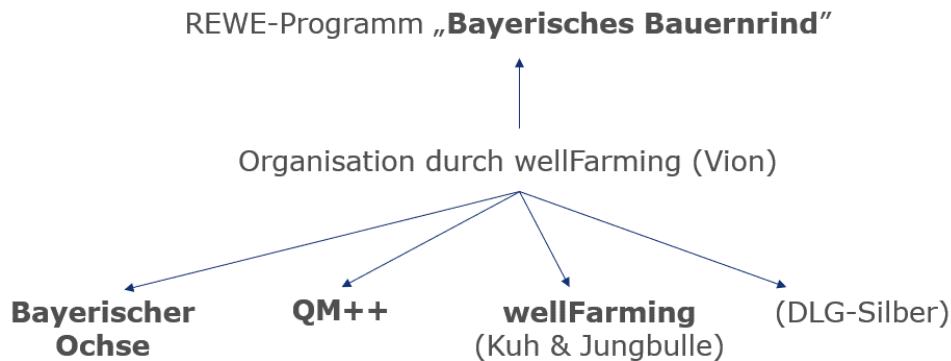 REWE-Programm „Bayerisches Bauernrind”
Organisation durch wellFarming (Vion)
Bayerischer
Ochse
QM++
wellFarming
(Kuh & Jungbulle)
(DLG-Silber)